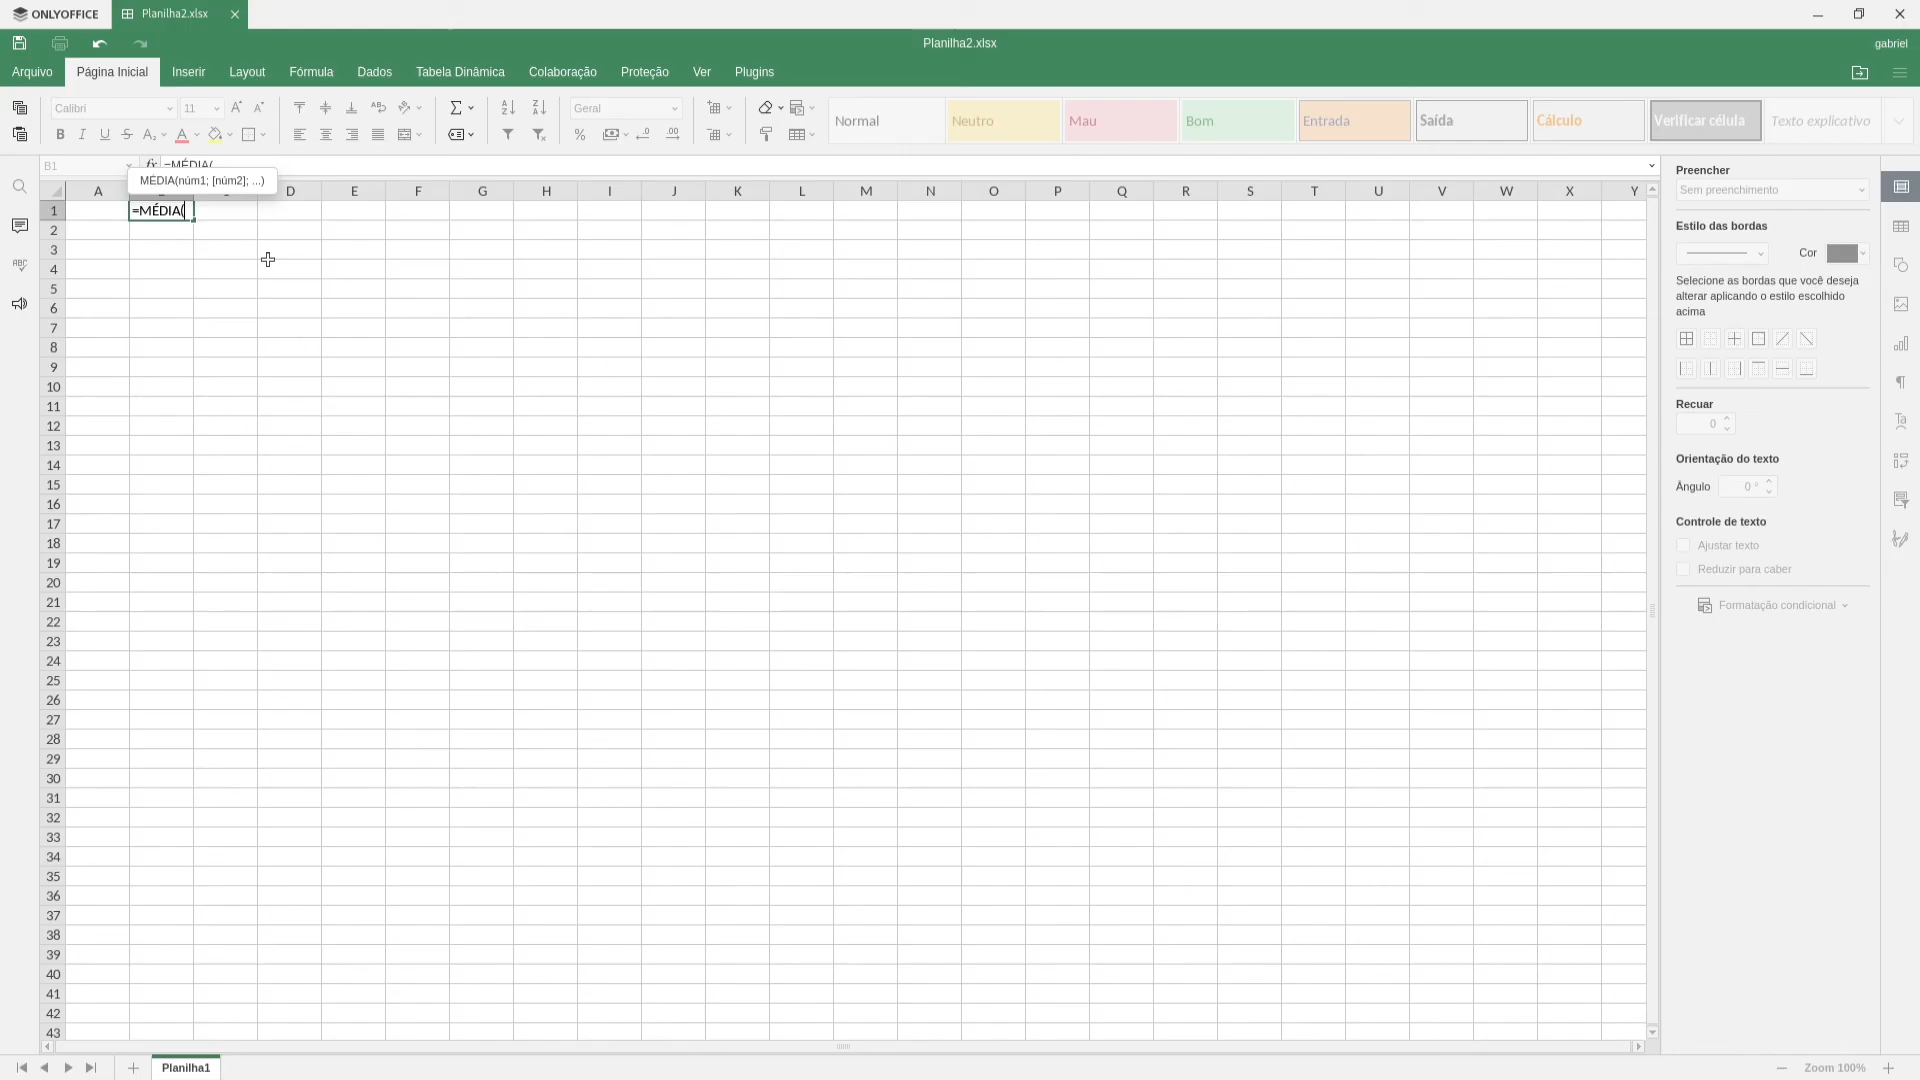 ONLYOFFICE
Planilha2.xlsx
Planilha2.xlsx
gabriel
Arquivo
Página Inicial
Inserir
Layout
Fórmula
Dados
Tabela Dinâmica
Colaboração
Proteção
Ver
Plugins
Calibri
11
Geral
Normal
Neutro
Mau
Bom
Entrada
Saída
Cálculo
Verificar célula
Texto explicativo
B1
fx
=MÉDIA(
MÉDIA(núm1; [núm2]; ...)
A D E F G H I J K L M N O P Q R S T U V W X Y
1
=MÉDIA(
2
3
4
5
6
7
8
9
10
11
12
13
14
15
16
17
18
19
20
21
22
23
24
25
26
27
28
29
30
31
32
33
34
35
36
37
38
39
40
41
42
43
Preencher
Sem preenchimento
Estilo das bordas
Cor
Selecione as bordas que você deseja
alterar aplicando o estilo escolhido
acima
Recuar
0
Orientação do texto
Ângulo
0 °
Controle de texto
Ajustar texto
Reduzir para caber
Formatação condicional
Planilha1
Zoom 100%